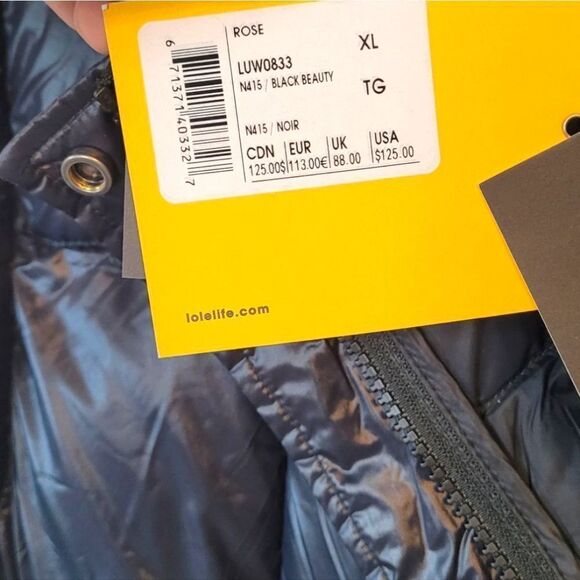 ROSE
XL
LUW0833
N415 / BLACK BEAUTY
TG
N415 / NOIR
CDN EUR UK USA
125.00$ 113.00€ 88.00 $125.00
6 71371 40332 7
lolelife.com